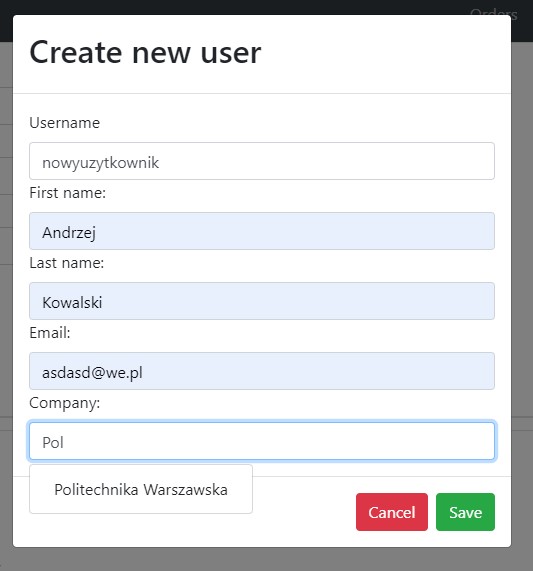 Orders
Create new user
Username
nowyuzytkownik
First name:
Andrzej
Last name:
Kowalski
Email:
asdasd@we.pl
Company:
Pol
Politechnika Warszawska
Cancel Save